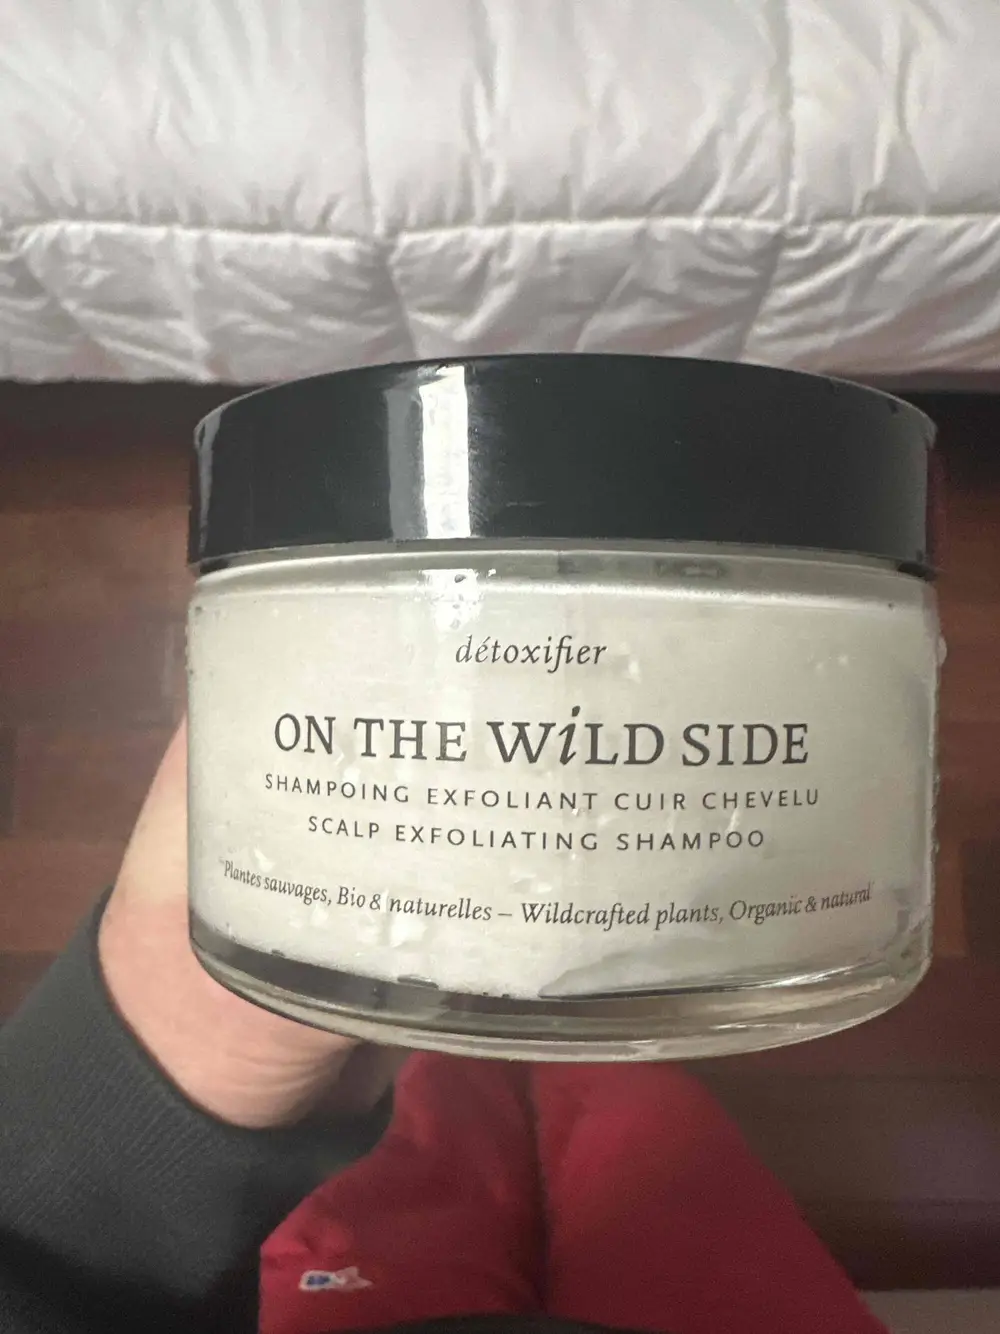 détoxifier
ON THE WiLD SIDE
SHAMPOING EXFOLIANT CUIR CHEVELU
SCALP EXFOLIATING SHAMPOO
Plantes sauvages, Bio & naturelles – Wildcrafted plants, Organic & natural